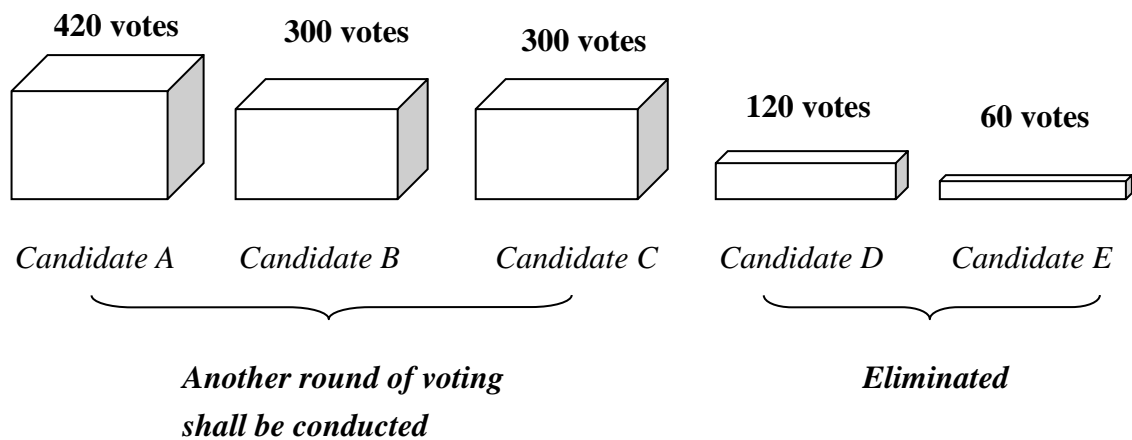 420 votes
300 votes
300 votes
120 votes
60 votes
Candidate A
Candidate B
Candidate C
Candidate D
Candidate E
Another round of voting
shall be conducted
Eliminated